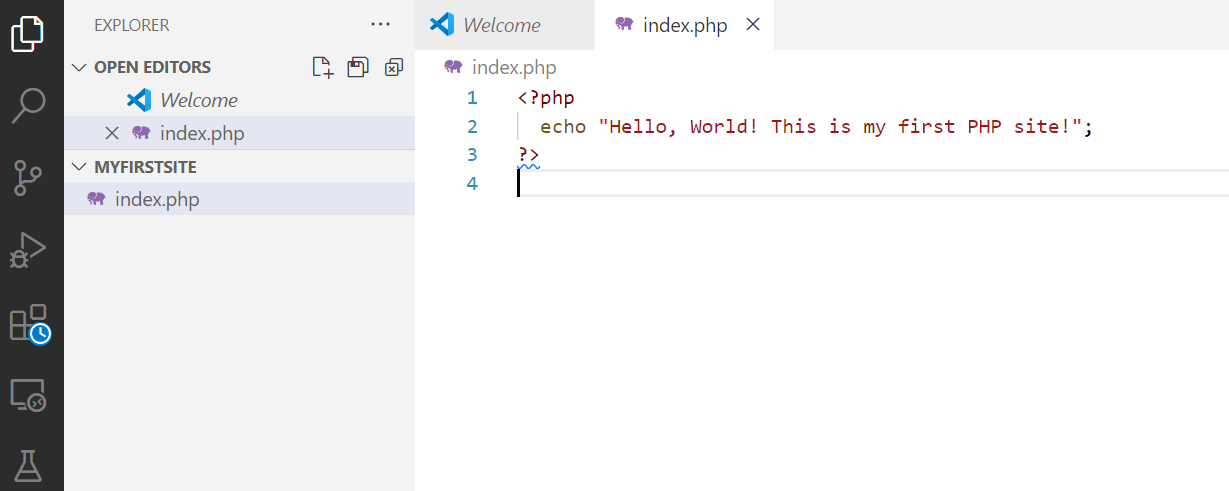 EXPLORER
OPEN EDITORS
Welcome
index.php
MYFIRSTSITE
index.php
Welcome
index.php
index.php
1 <?php
2 echo "Hello, World! This is my first PHP site!";
3 ?>
4